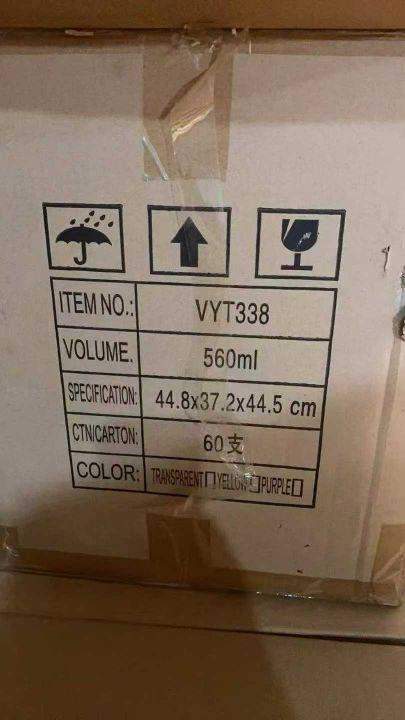 ITEM NO.: VYT338
VOLUME. 560ml
SPECIFICATION: 44.8x37.2x44.5 cm
CTN/CARTON: 60支
COLOR: TRANSPARENT□YELLOW□PURPLE□